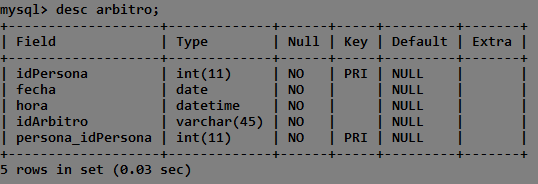 mysql> desc arbitro;
+--------------------+-------------+------+-----+---------+-------+
| Field              | Type        | Null | Key | Default | Extra |
+--------------------+-------------+------+-----+---------+-------+
| idPersona          | int(11)     | NO   | PRI | NULL    |       |
| fecha              | date        | NO   |     | NULL    |       |
| hora               | datetime    | NO   |     | NULL    |       |
| idArbitro          | varchar(45) | NO   |     | NULL    |       |
| persona_idPersona  | int(11)     | NO   | PRI | NULL    |       |
+--------------------+-------------+------+-----+---------+-------+
5 rows in set (0.03 sec)